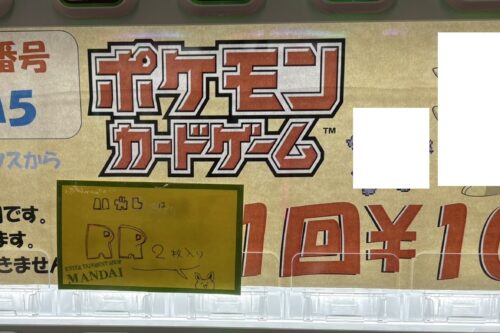 番号
A5
ポケモン
カードゲーム
TM
クスから
です。
ます。
きません
ハズレ
RR 2枚入り
MANDAI
1回¥10